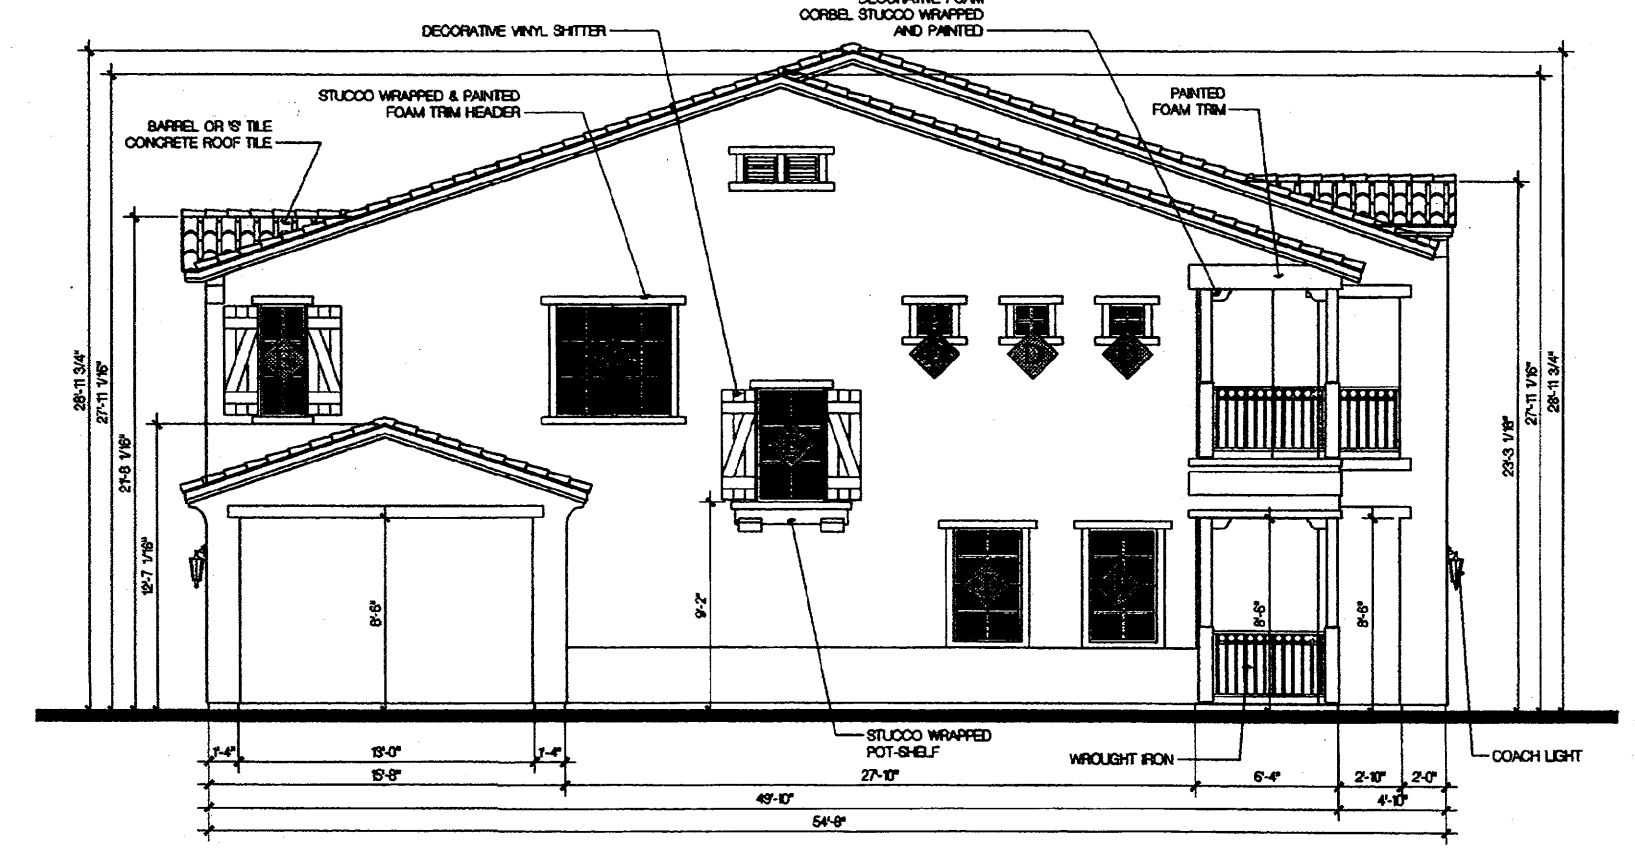 DECORATIVE FOAM
CORBEL STUCCO WRAPPED
AND PAINTED
DECORATIVE VINYL SHITTER
STUCCO WRAPPED & PAINTED
FOAM TRIM HEADER
PAINTED
FOAM TRIM
BARREL OR 'S' TILE
CONCRETE ROOF TILE
28'-11 3/4"
27'-11 1/16"
21'-8 1/16"
12'-7 1/16"
8'-6"
9'-2"
8'-6"
8'-6"
23'-3 1/8"
27'-11 1/16"
28'-11 3/4"
STUCCO WRAPPED
POT-SHELF
WROUGHT IRON
COACH LIGHT
1'-4"
13'-0"
1'-4"
15'-8"
27'-10"
6'-4"
2'-10"
2'-0"
49'-10"
4'-10"
54'-8"